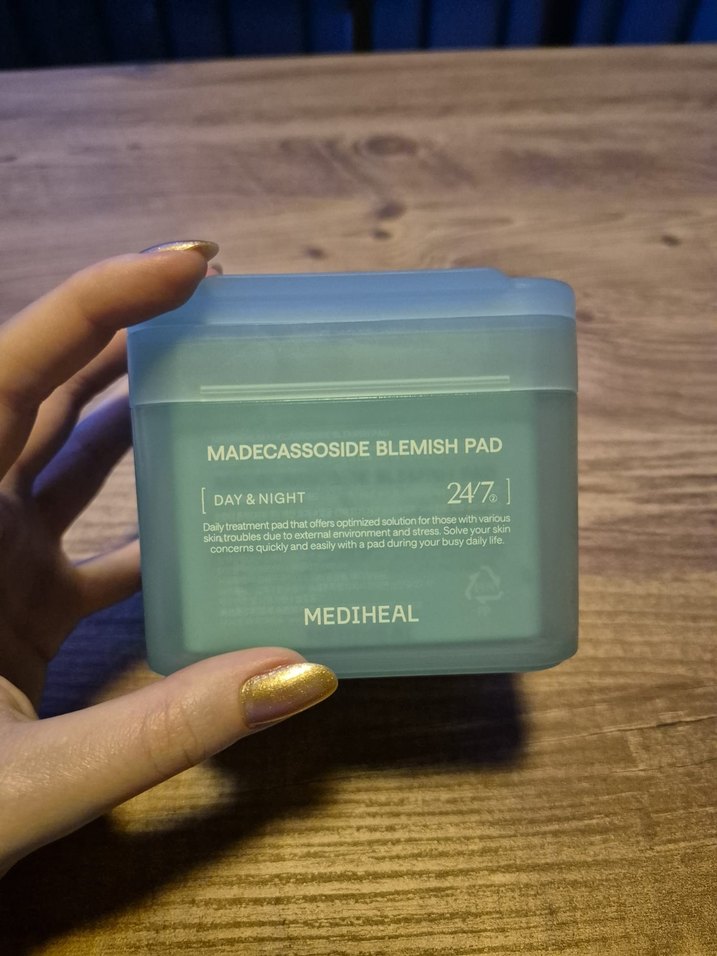 MADECASSOSIDE BLEMISH PAD
[ DAY & NIGHT 24/7 ]
Daily treatment pad that offers optimized solution for those with various
skin troubles due to external environment and stress. Solve your skin
concerns quickly and easily with a pad during your busy daily life.
MEDIHEAL